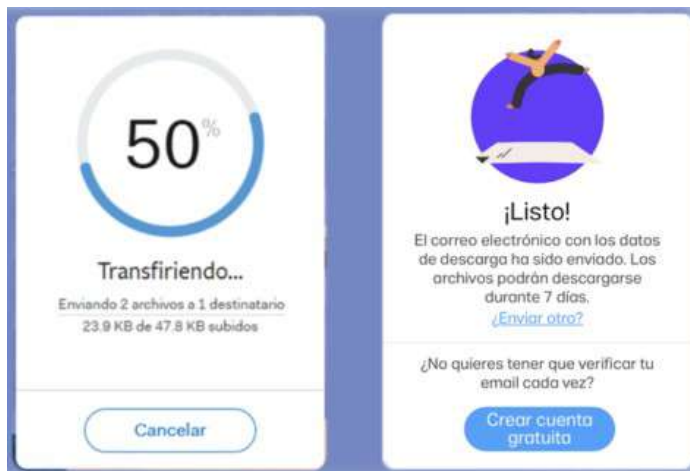 50%
Transfiriendo...
Enviando 2 archivos a 1 destinatario
23.9 KB de 47.8 KB subidos
Cancelar
¡Listo!
El correo electrónico con los datos
de descarga ha sido enviado. Los
archivos podrán descargarse
durante 7 días.
¿Enviar otro?
¿No quieres tener que verificar tu
email cada vez?
Crear cuenta
gratuita